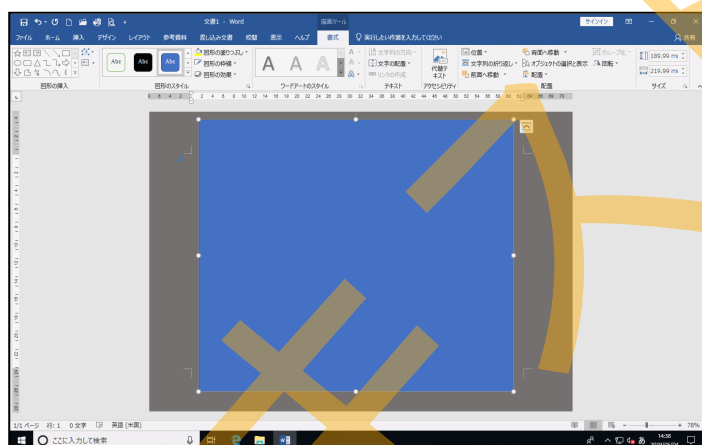 文書1 - Word
描画ツール
サインイン
ファイル ホーム 挿入 デザイン レイアウト 参考資料 差し込み文書 校閲 表示 ヘルプ 書式 実行したい作業を入力してください 共有
図形の塗りつぶし
図形の枠線
図形の効果
Abc Abc Abc
A A A
文字列の方向
文字の配置
リンクの作成
代替テキスト
位置
文字列の折り返し
前面へ移動
背面へ移動
オブジェクトの選択と表示
配置
グループ化
回転
189.99 mm
219.99 mm
図形の挿入 図形のスタイル ワードアートのスタイル テキスト アクセシビリティ 配置 サイズ
1/1 ページ 行: 1 0 文字 英語 (米国) 78%
ここに入力して検索
あ
14:38